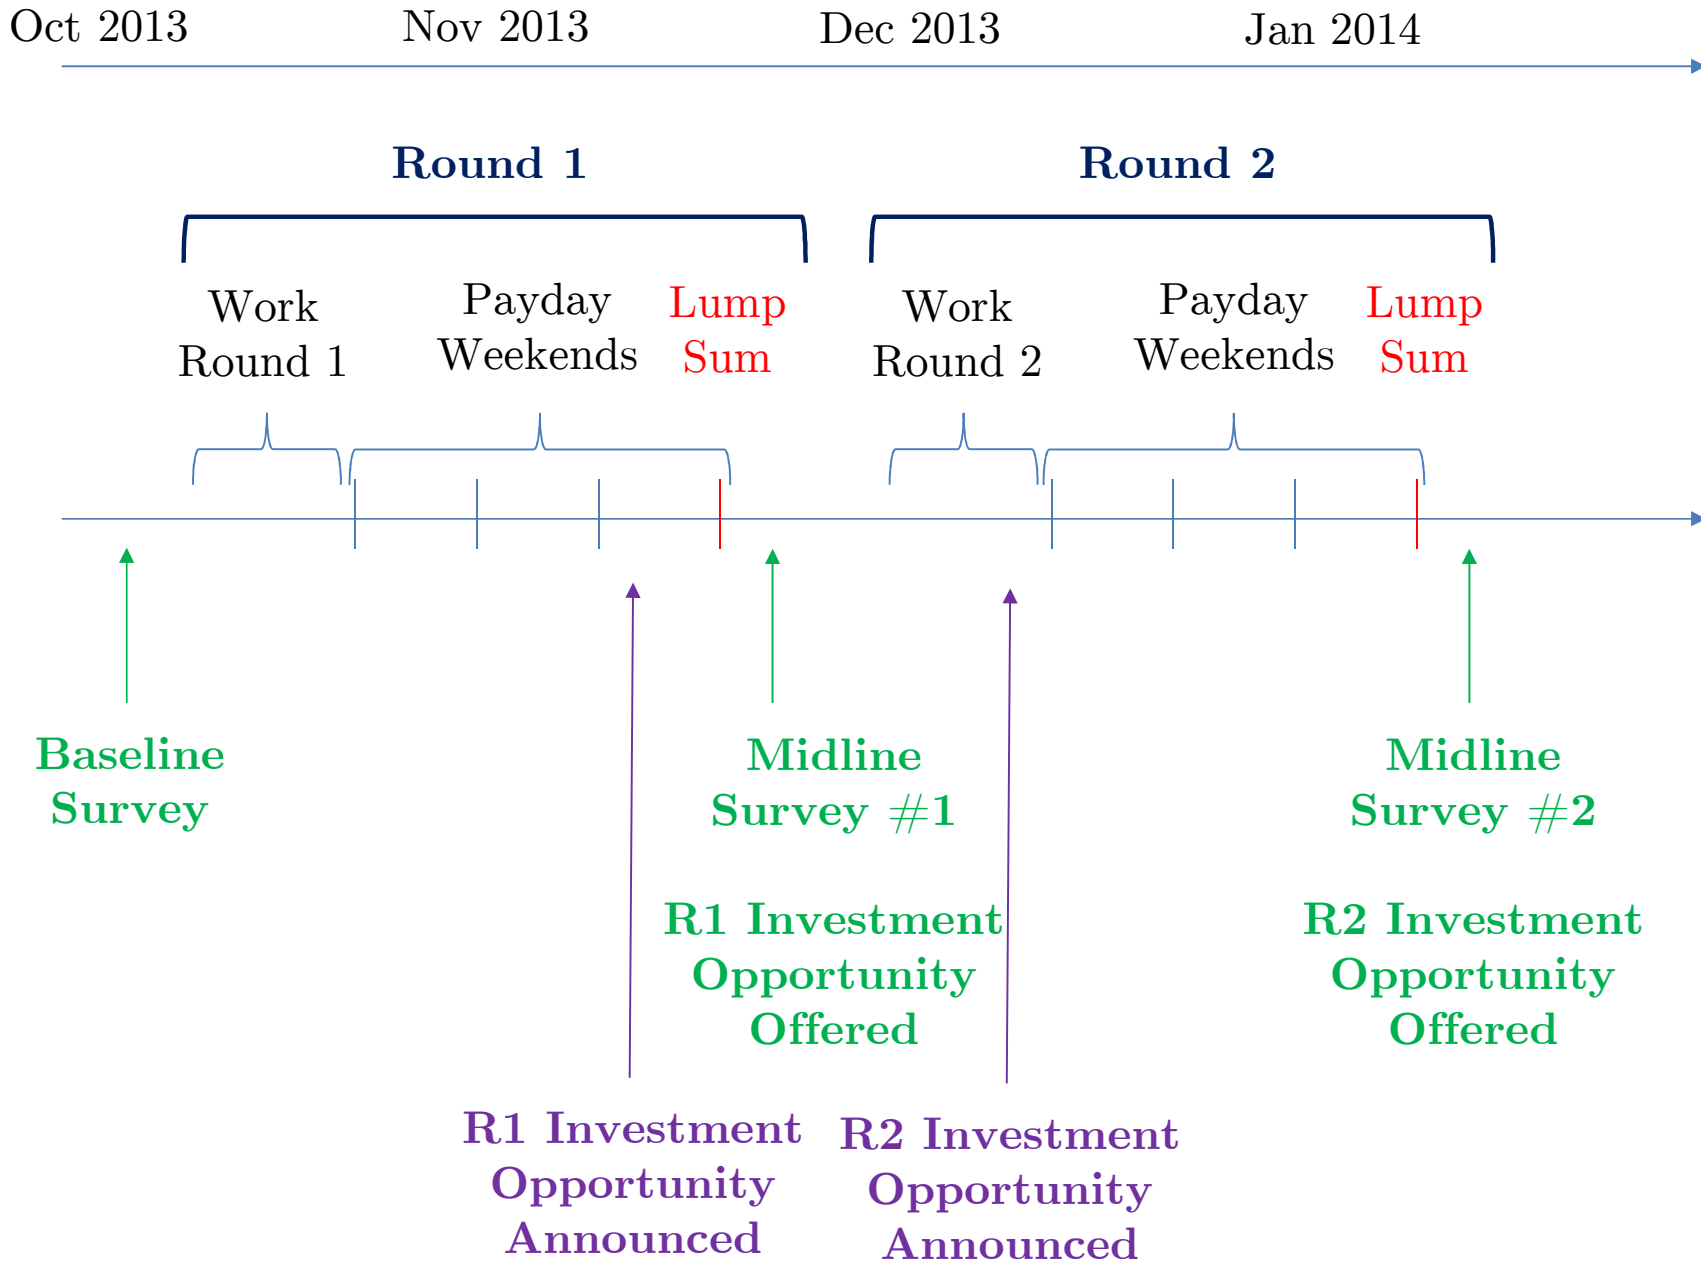 Oct 2013
Nov 2013
Dec 2013
Jan 2014
Round 1
Round 2
Work
Round 1
Payday
Weekends
Lump
Sum
Work
Round 2
Payday
Weekends
Lump
Sum
Baseline
Survey
Midline
Survey #1
R1 Investment
Opportunity
Offered
Midline
Survey #2
R2 Investment
Opportunity
Offered
R1 Investment
Opportunity
Announced
R2 Investment
Opportunity
Announced